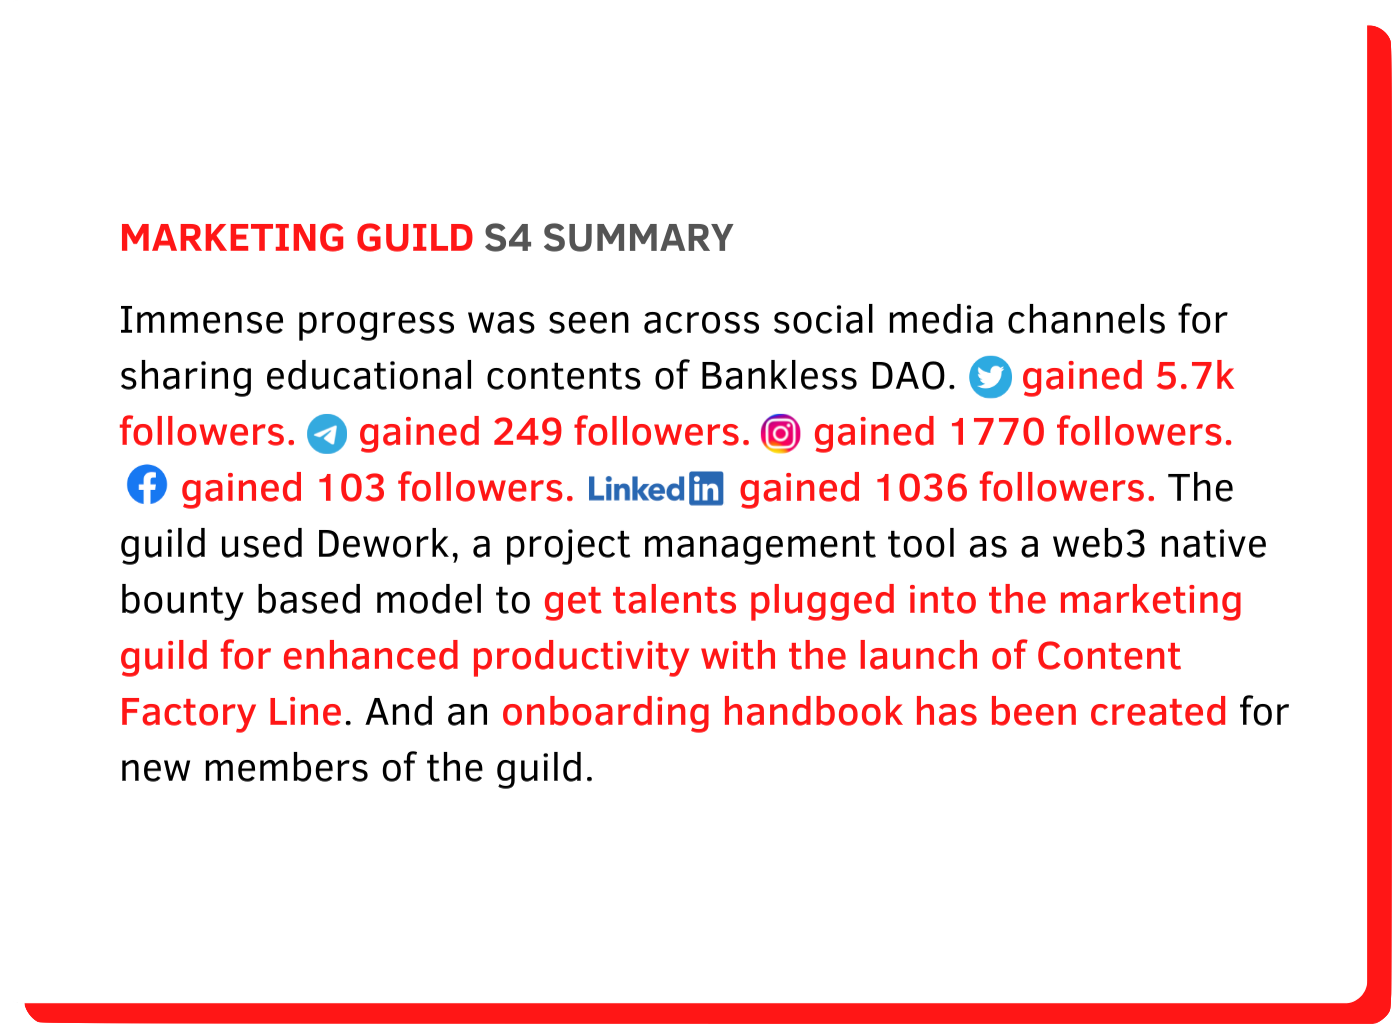 MARKETING GUILD S4 SUMMARY
Immense progress was seen across social media channels for
sharing educational contents of Bankless DAO. gained 5.7k
followers. gained 249 followers. gained 1770 followers.
gained 103 followers. Linkedin gained 1036 followers. The
guild used Dework, a project management tool as a web3 native
bounty based model to get talents plugged into the marketing
guild for enhanced productivity with the launch of Content
Factory Line. And an onboarding handbook has been created for
new members of the guild.